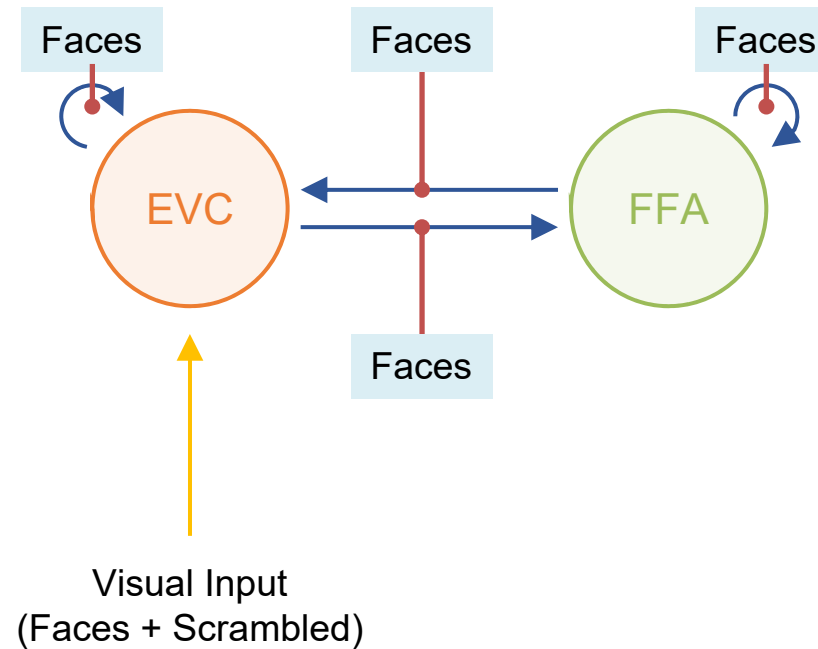 Faces
Faces
Faces
EVC
FFA
Faces
Visual Input
(Faces + Scrambled)